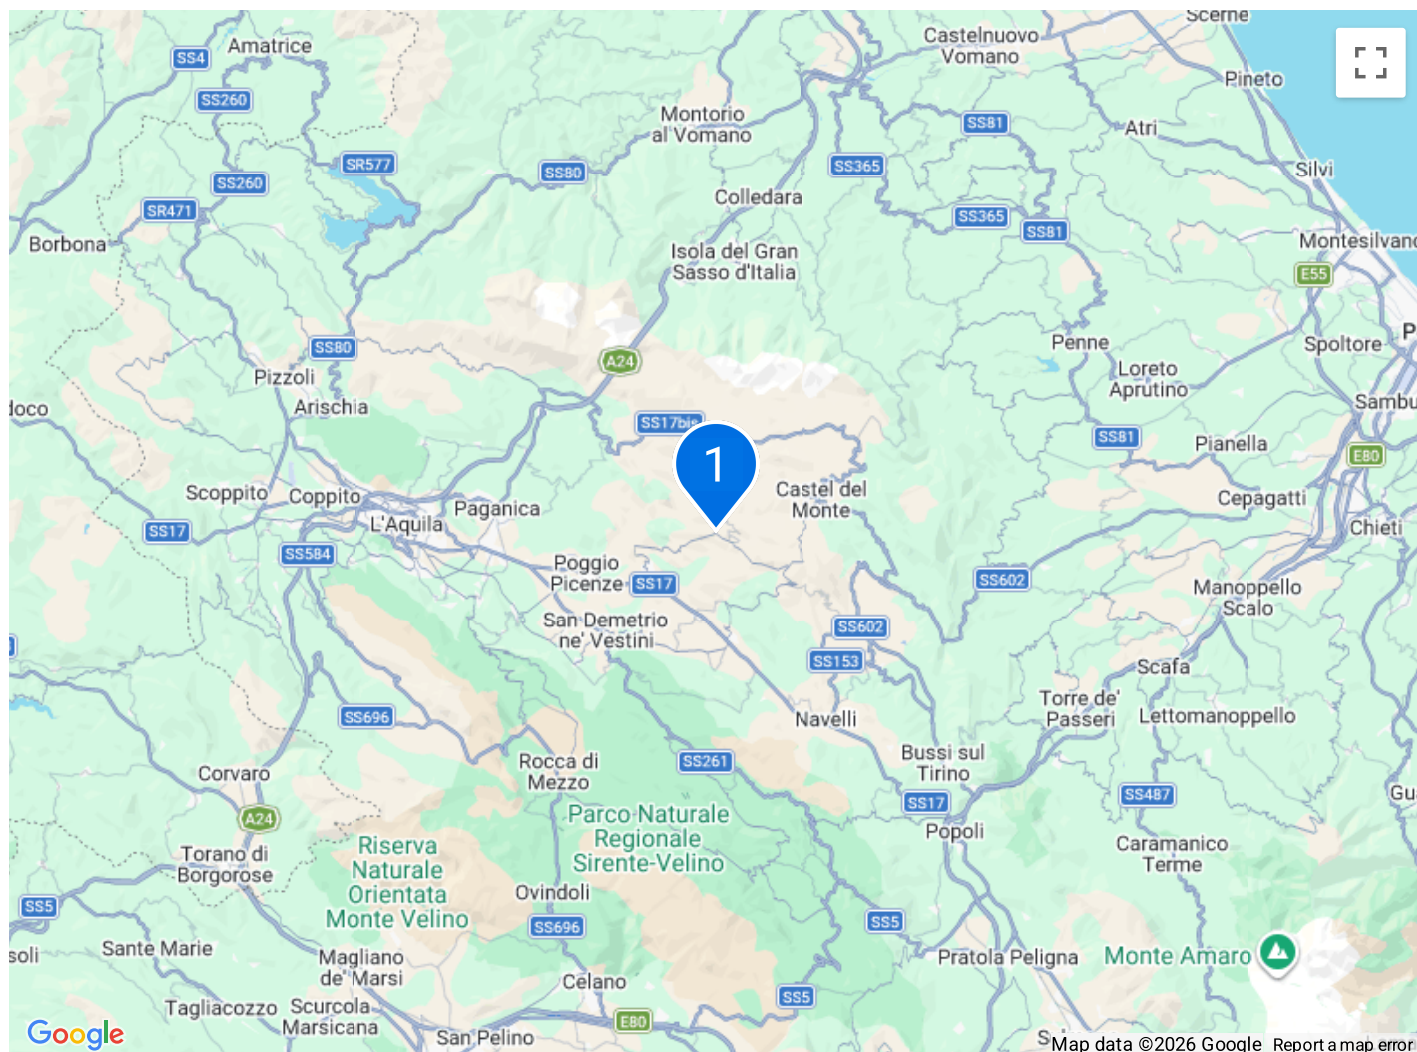 Scerne
Amatrice
SS4
Castelnuovo
Vomano
Pineto
SS260
Montorio
al Vomano
SS81
Atri
SR577
SS80
SS365
Silvi
SS260
Colledara
SR471
SS365
SS81
Borbona
Montesilvano
Isola del Gran
Sasso d'Italia
E55
SS80
A24
Penne
Spoltore
Pizzoli
Loreto
Aprutino
Arischia
SS17bis
SS81
Pianella
E80
1
Scoppito
Coppito
Castel del
Monte
Cepagatti
Paganica
L'Aquila
SS17
Chieti
SS584
Poggio
Picenze
SS17
SS602
Manoppello
Scalo
San Demetrio
ne' Vestini
SS602
SS153
Scafa
SS696
Navelli
Torre de'
Passeri
Lettomanoppello
Corvaro
Rocca di
Mezzo
SS261
Bussi sul
Tirino
SS487
SS17
A24
Parco Naturale
Regionale
Sirente-Velino
Popoli
Riserva
Naturale
Orientata
Monte Velino
Caramanico
Terme
Torano di
Borgorose
Ovindoli
SS5
SS696
SS5
Sante Marie
Magliano
de' Marsi
Pratola Peligna
Monte Amaro
Celano
SS5
Tagliacozzo
Scurcola
Marsicana
E80
San Pelino
Google
Map data ©2026 Google
Report a map error